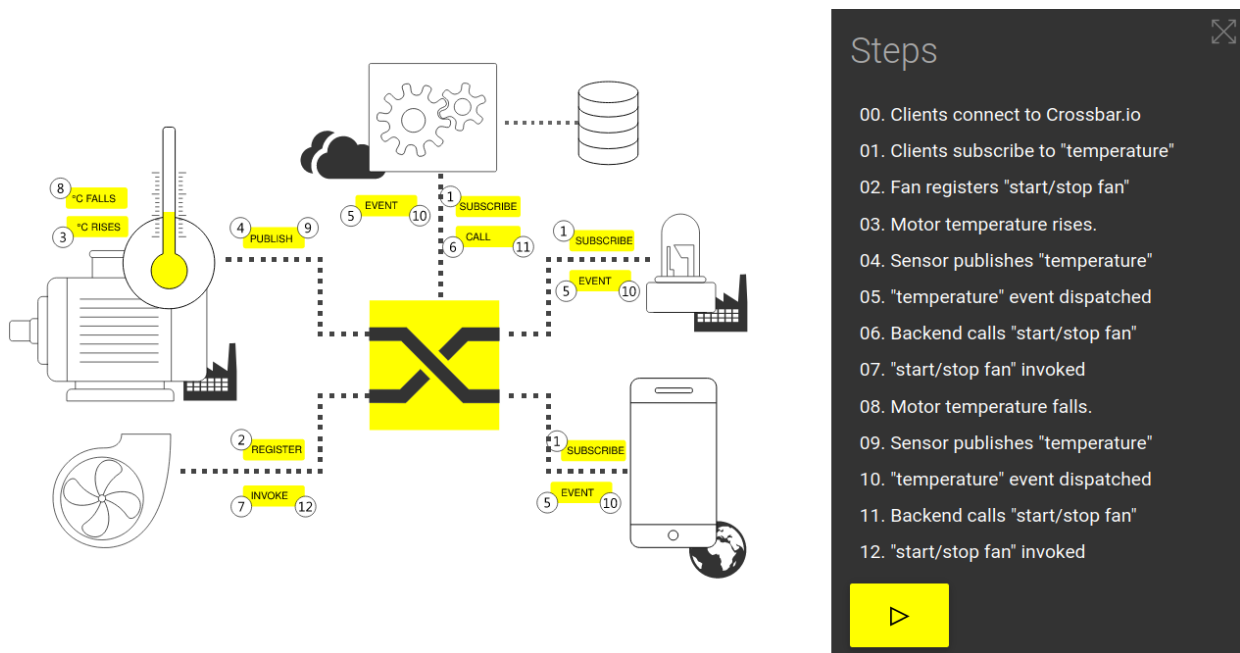 8
°C FALLS
°C RISES
3
4
PUBLISH
9
5
EVENT
10
1
SUBSCRIBE
6
CALL
11
1
SUBSCRIBE
5
EVENT
10
2
REGISTER
7
INVOKE
12
1
SUBSCRIBE
5
EVENT
10
Steps
00. Clients connect to Crossbar.io
01. Clients subscribe to "temperature"
02. Fan registers "start/stop fan"
03. Motor temperature rises.
04. Sensor publishes "temperature"
05. "temperature" event dispatched
06. Backend calls "start/stop fan"
07. "start/stop fan" invoked
08. Motor temperature falls.
09. Sensor publishes "temperature"
10. "temperature" event dispatched
11. Backend calls "start/stop fan"
12. "start/stop fan" invoked